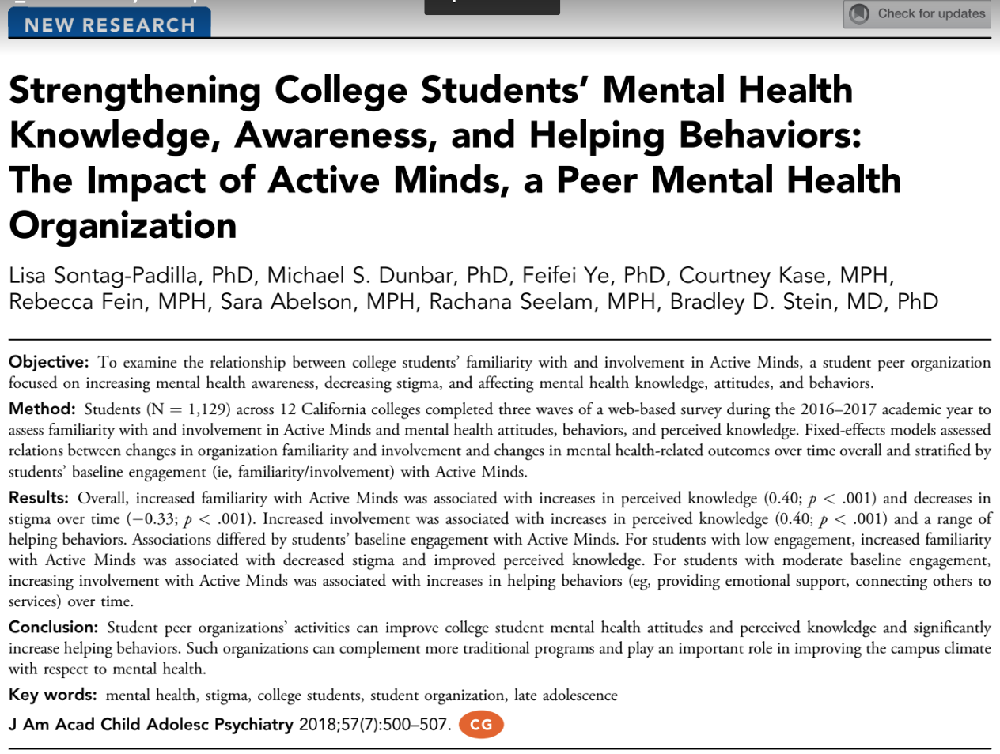 NEW RESEARCH
Check for updates
Strengthening College Students’ Mental Health
Knowledge, Awareness, and Helping Behaviors:
The Impact of Active Minds, a Peer Mental Health
Organization
Lisa Sontag-Padilla, PhD, Michael S. Dunbar, PhD, Feifei Ye, PhD, Courtney Kase, MPH,
Rebecca Fein, MPH, Sara Abelson, MPH, Rachana Seelam, MPH, Bradley D. Stein, MD, PhD
Objective: To examine the relationship between college students’ familiarity with and involvement in Active Minds, a student peer organization
focused on increasing mental health awareness, decreasing stigma, and affecting mental health knowledge, attitudes, and behaviors.
Method: Students (N = 1,129) across 12 California colleges completed three waves of a web-based survey during the 2016–2017 academic year to
assess familiarity with and involvement in Active Minds and mental health attitudes, behaviors, and perceived knowledge. Fixed-effects models assessed
relations between changes in organization familiarity and involvement and changes in mental health-related outcomes over time overall and stratified by
students’ baseline engagement (ie, familiarity/involvement) with Active Minds.
Results: Overall, increased familiarity with Active Minds was associated with increases in perceived knowledge (0.40; p < .001) and decreases in
stigma over time (−0.33; p < .001). Increased involvement was associated with increases in perceived knowledge (0.40; p < .001) and a range of
helping behaviors. Associations differed by students’ baseline engagement with Active Minds. For students with low engagement, increased familiarity
with Active Minds was associated with decreased stigma and improved perceived knowledge. For students with moderate baseline engagement,
increasing involvement with Active Minds was associated with increases in helping behaviors (eg, providing emotional support, connecting others to
services) over time.
Conclusion: Student peer organizations’ activities can improve college student mental health attitudes and perceived knowledge and significantly
increase helping behaviors. Such organizations can complement more traditional programs and play an important role in improving the campus climate
with respect to mental health.
Key words: mental health, stigma, college students, student organization, late adolescence
J Am Acad Child Adolesc Psychiatry 2018;57(7):500–507. CG